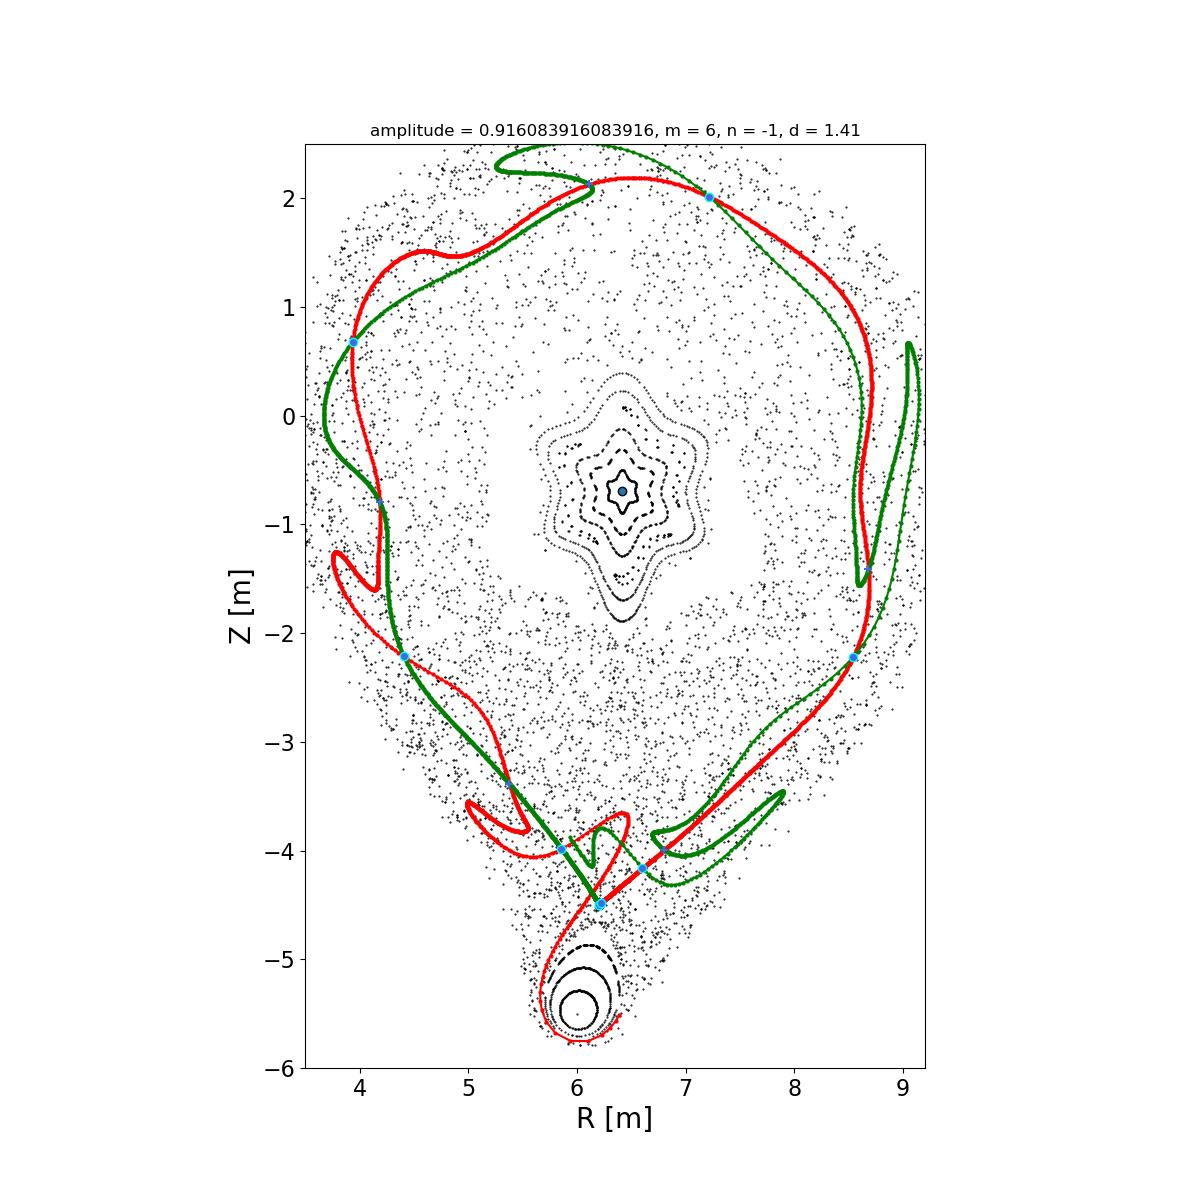 amplitude = 0.916083916083916, m = 6, n = -1, d = 1.41
2
1
0
−1
−2
−3
−4
−5
−6
Z [m]
4 5 6 7 8 9
R [m]